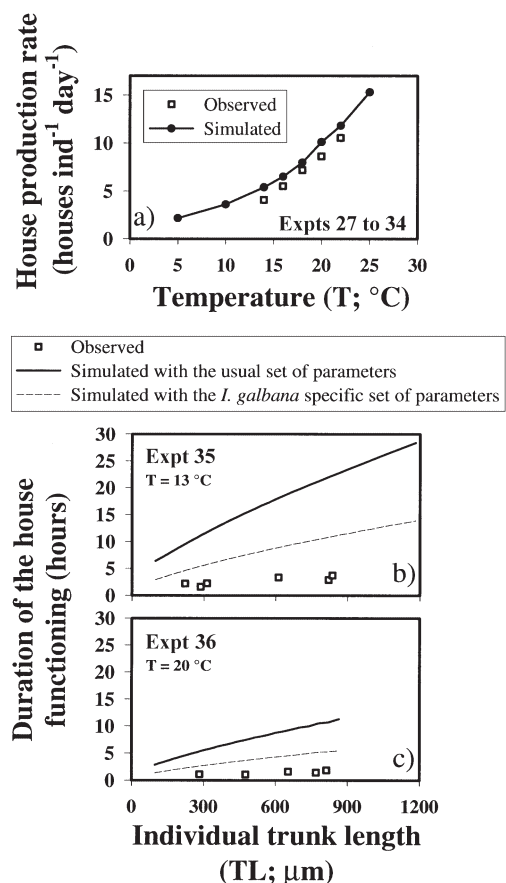 House production rate
(houses ind⁻¹ day⁻¹)
15
10
5
0
Observed
Simulated
a)
Expts 27 to 34
0 5 10 15 20 25 30
Temperature (T; °C)
Observed
Simulated with the usual set of parameters
Simulated with the I. galbana specific set of parameters
Duration of the house
functioning (hours)
30
25
20
15
10
5
0
Expt 35
T = 13 °C
b)
30
25
20
15
10
5
0
Expt 36
T = 20 °C
c)
0 300 600 900 1200
Individual trunk length
(TL; μm)